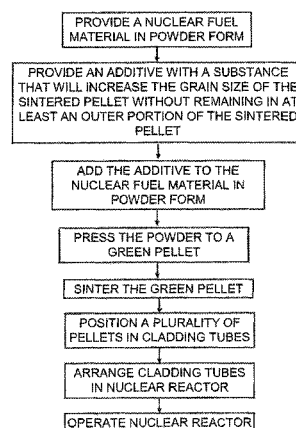 PROVIDE A NUCLEAR FUEL
MATERIAL IN POWDER FORM
PROVIDE AN ADDITIVE WITH A SUBSTANCE
THAT WILL INCREASE THE GRAIN SIZE OF THE
SINTERED PELLET WITHOUT REMAINING IN AT
LEAST AN OUTER PORTION OF THE SINTERED
PELLET
ADD THE ADDITIVE TO THE
NUCLEAR FUEL MATERIAL IN
POWDER FORM
PRESS THE POWDER TO A
GREEN PELLET
SINTER THE GREEN PELLET
POSITION A PLURALITY OF
PELLETS IN CLADDING TUBES
ARRANGE CLADDING TUBES
IN NUCLEAR REACTOR
OPERATE NUCLEAR REACTOR